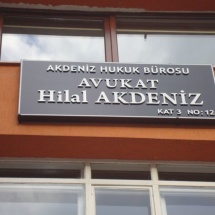 AKDENİZ HUKUK BÜROSU
AVUKAT
Hilal AKDENİZ
KAT 3 NO:12